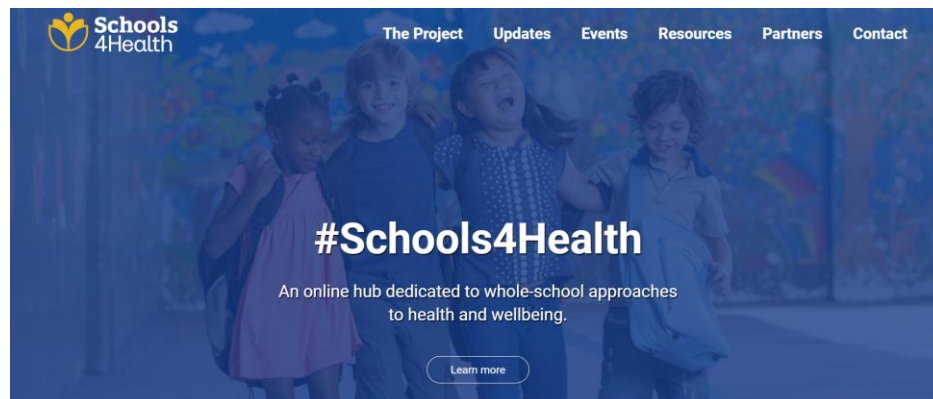 Schools
4Health
The Project Updates Events Resources Partners Contact
#Schools4Health
An online hub dedicated to whole-school approaches
to health and wellbeing.
Learn more